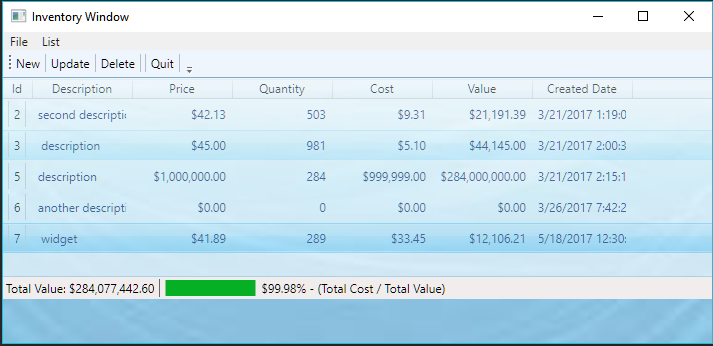 Inventory Window
File List
New Update Delete Quit
Id Description Price Quantity Cost Value Created Date
2 second descripti $42.13 503 $9.31 $21,191.39 3/21/2017 1:19:0
3 description $45.00 981 $5.10 $44,145.00 3/21/2017 2:00:3
5 description $1,000,000.00 284 $999,999.00 $284,000,000.00 3/21/2017 2:15:1
6 another descripti $0.00 0 $0.00 $0.00 3/26/2017 7:42:2
7 widget $41.89 289 $33.45 $12,106.21 5/18/2017 12:30:
Total Value: $284,077,442.60 $99.98% - (Total Cost / Total Value)